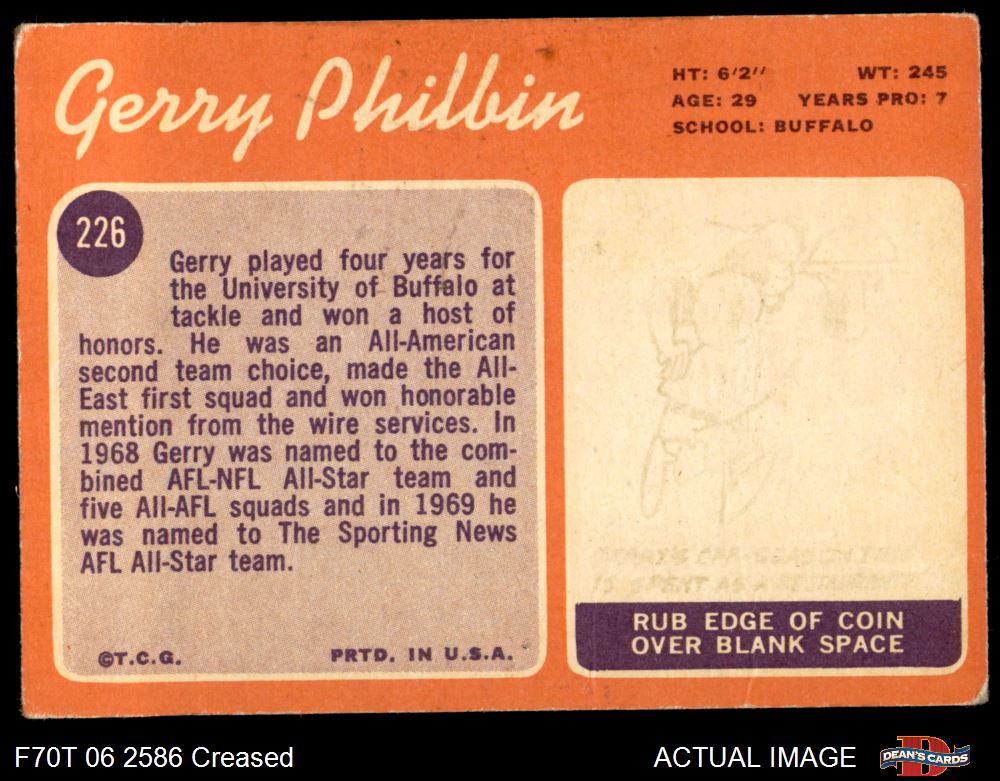 Gerry Philbin
HT: 6'2" WT: 245
AGE: 29 YEARS PRO: 7
SCHOOL: BUFFALO
226
Gerry played four years for
the University of Buffalo at
tackle and won a host of
honors. He was an All-American
second team choice, made the All-
East first squad and won honorable
mention from the wire services. In
1968 Gerry was named to the com-
bined AFL-NFL All-Star team and
five All-AFL squads and in 1969 he
was named to The Sporting News
AFL All-Star team.
©T.C.G. PRTD. IN U.S.A.
IS SPENT AS A
RUB EDGE OF COIN
OVER BLANK SPACE
F70T 06 2586 Creased
ACTUAL IMAGE
D
DEAN'S CARDS